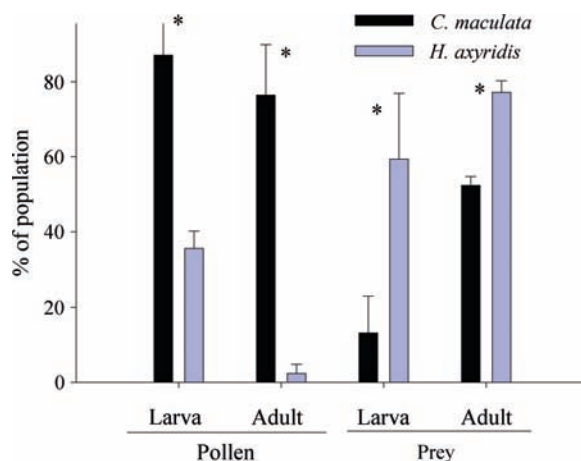 C. maculata
H. axyridis
% of population
80
60
40
20
0
* * * *
Larva Adult Larva Adult
Pollen Prey